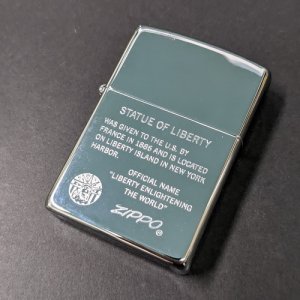 STATUE OF LIBERTY
WAS GIVEN TO THE U.S. BY
FRANCE IN 1886 AND IS LOCATED
ON LIBERTY ISLAND IN NEW YORK
HARBOR.
OFFICIAL NAME
"LIBERTY ENLIGHTENING
THE WORLD"
ZIPPO®